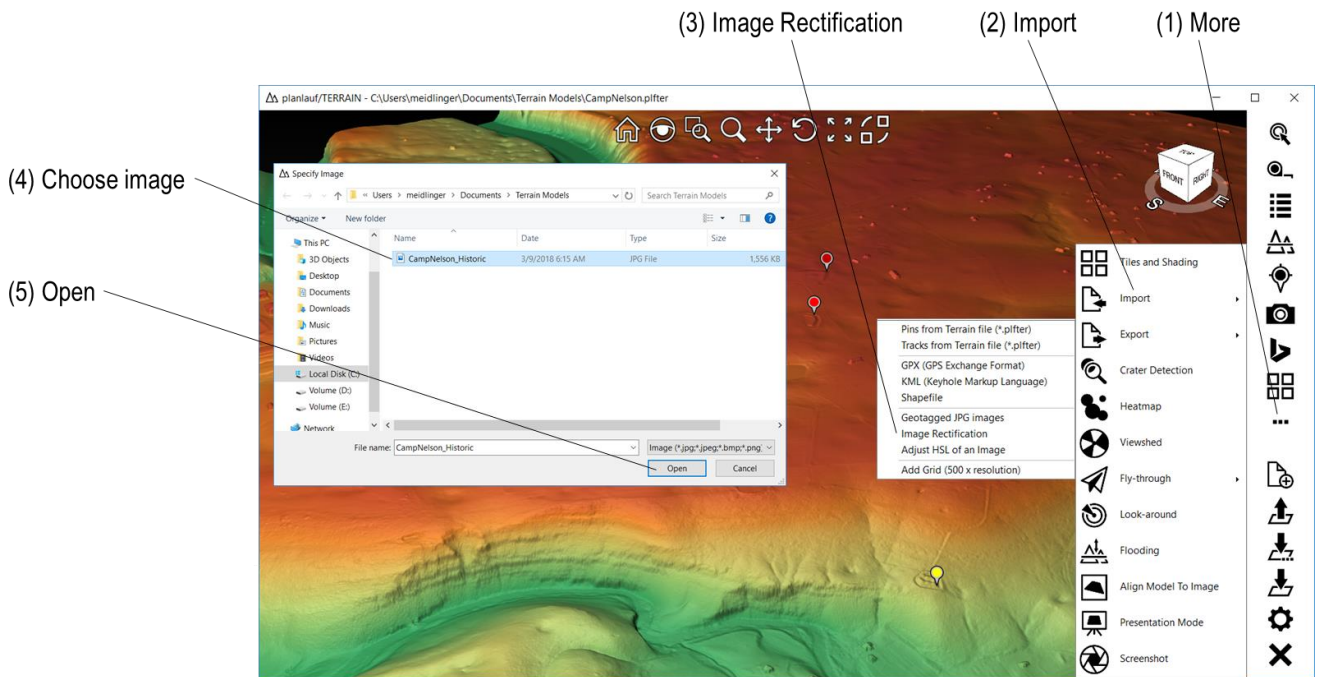 (3) Image Rectification
(2) Import
(1) More
planlauf/TERRAIN - C:\Users\meidlinger\Documents\Terrain Models\CampNelson.plfter
(4) Choose image
(5) Open
Specify Image
« Users > meidlinger > Documents > Terrain Models
Search Terrain Models
Organize
New folder
Name
Date
Type
Size
CampNelson_Historic
3/9/2018 6:15 AM
JPG File
1,556 KB
This PC
3D Objects
Desktop
Documents
Downloads
Music
Pictures
Videos
Local Disk (C:)
Volume (D:)
Volume (E:)
Network
File name:
CampNelson_Historic
Image (*.jpg;*.jpeg;*.bmp;*.png)
Open
Cancel
TOP
FRONT
RIGHT
S
E
Pins from Terrain file (*.plfter)
Tracks from Terrain file (*.plfter)
GPX (GPS Exchange Format)
KML (Keyhole Markup Language)
Shapefile
Geotagged JPG images
Image Rectification
Adjust HSL of an Image
Add Grid (500 x resolution)
Tiles and Shading
Import
Export
Crater Detection
Heatmap
Viewshed
Fly-through
Look-around
Flooding
Align Model To Image
Presentation Mode
Screenshot